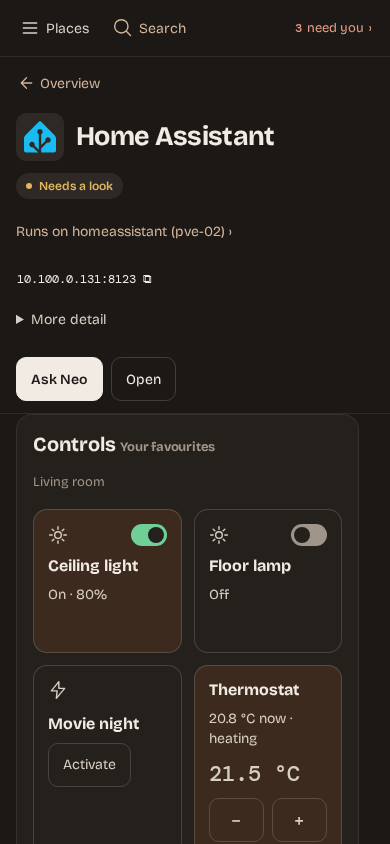 Places
Search
3 need you ›
Overview
Home Assistant
Needs a look
Runs on homeassistant (pve-02) ›
10.100.0.131:8123
More detail
Ask Neo
Open
Controls Your favourites
Living room
Ceiling light
On · 80%
Floor lamp
Off
Movie night
Activate
Thermostat
20.8 °C now ·
heating
21.5 °C
− +